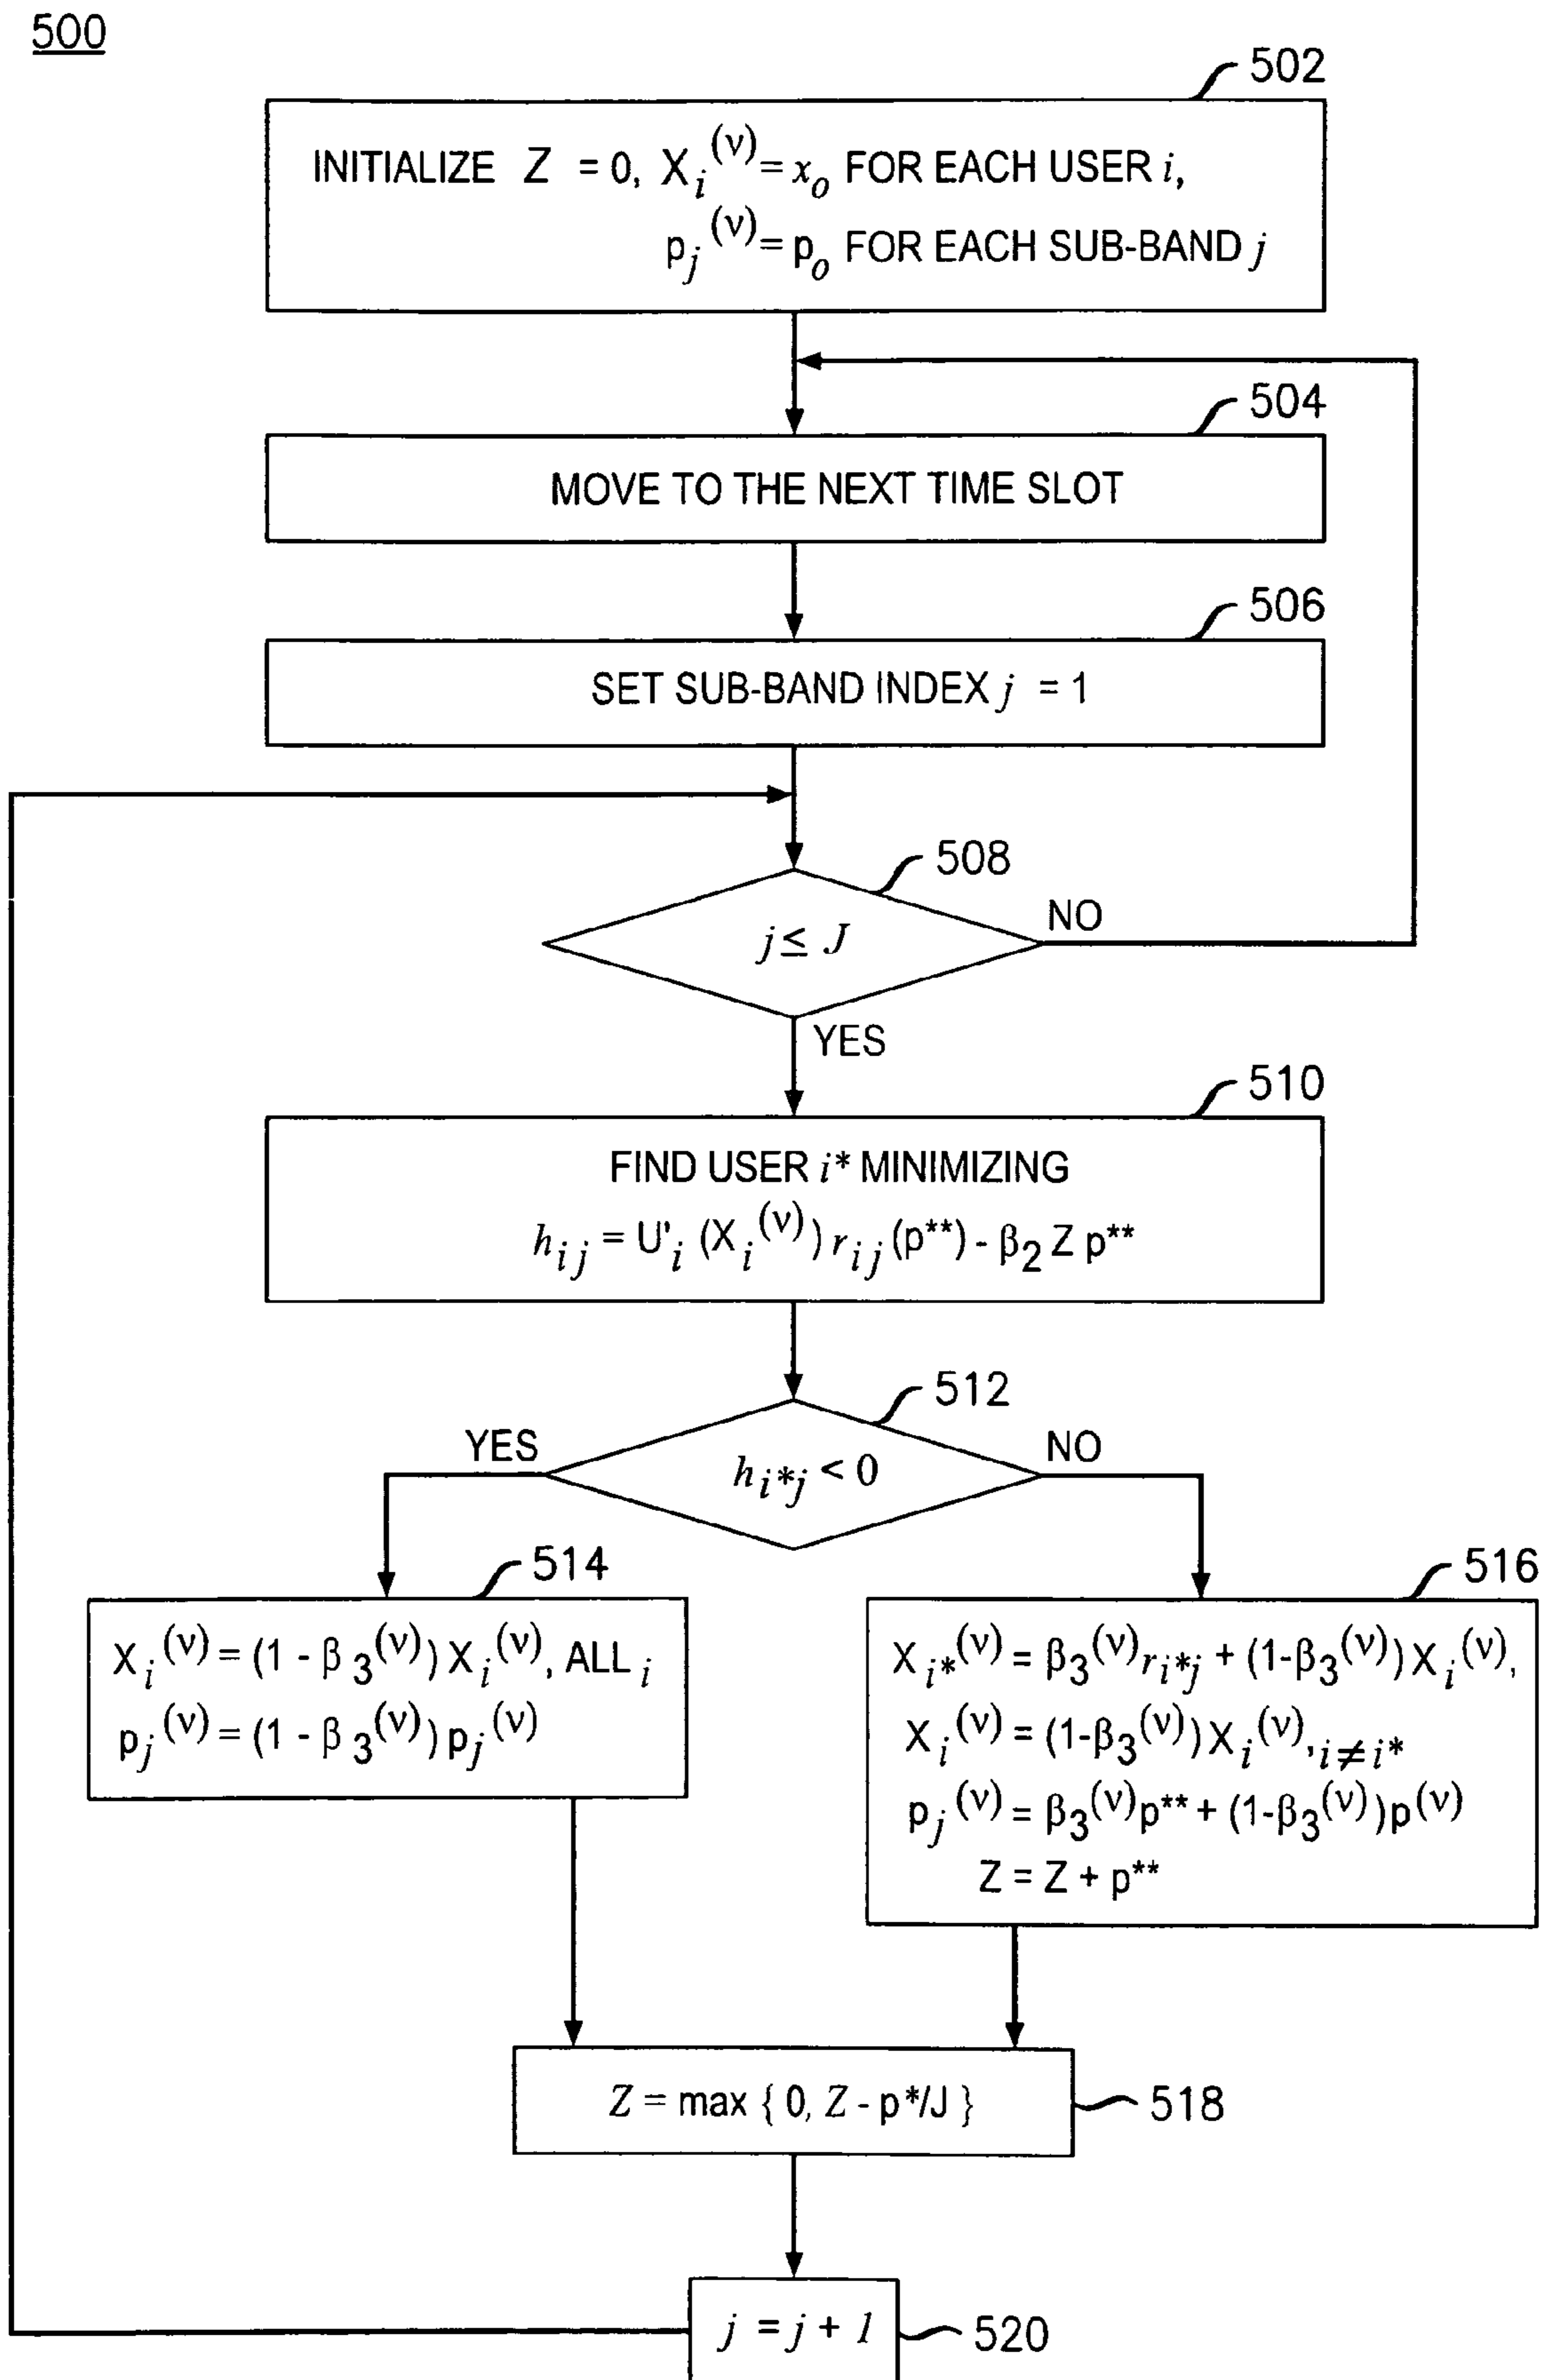 500
502
INITIALIZE Z = 0, X_i^(ν) = x_o FOR EACH USER i,
p_j^(ν) = p_o FOR EACH SUB-BAND j
504
MOVE TO THE NEXT TIME SLOT
506
SET SUB-BAND INDEX j = 1
508
j ≤ J
NO
YES
510
FIND USER i* MINIMIZING
h_ij = U'_i (X_i^(ν)) r_ij (p**) - β_2 Z p**
512
YES
h_i*j < 0
NO
514
X_i^(ν) = (1 - β_3^(ν)) X_i^(ν), ALL i
p_j^(ν) = (1 - β_3^(ν)) p_j^(ν)
516
X_i*^(ν) = β_3^(ν) r_i*j + (1-β_3^(ν)) X_i^(ν),
X_i^(ν) = (1-β_3^(ν)) X_i^(ν), i≠i*
p_j^(ν) = β_3^(ν) p** + (1-β_3^(ν)) p^(ν)
Z = Z + p**
Z = max { 0, Z - p*/J }
518
j = j + 1
520